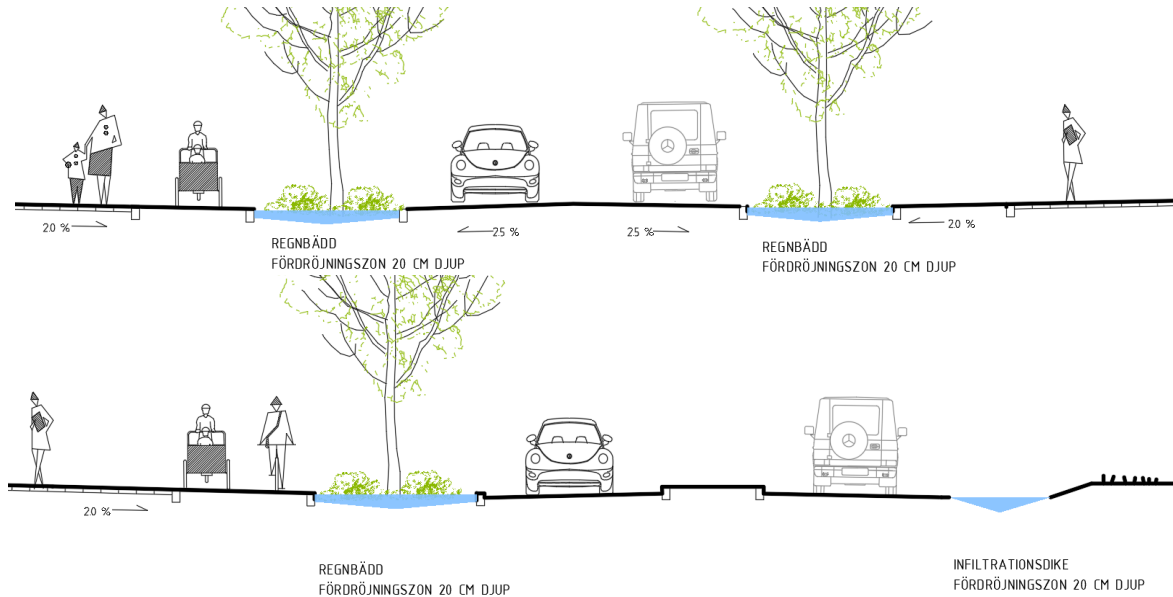 20 %
25 %
25 %
20 %
REGNBÄDD
FÖRDRÖJNINGSZON 20 CM DJUP
REGNBÄDD
FÖRDRÖJNINGSZON 20 CM DJUP
20 %
REGNBÄDD
FÖRDRÖJNINGSZON 20 CM DJUP
INFILTRATIONSDIKE
FÖRDRÖJNINGSZON 20 CM DJUP